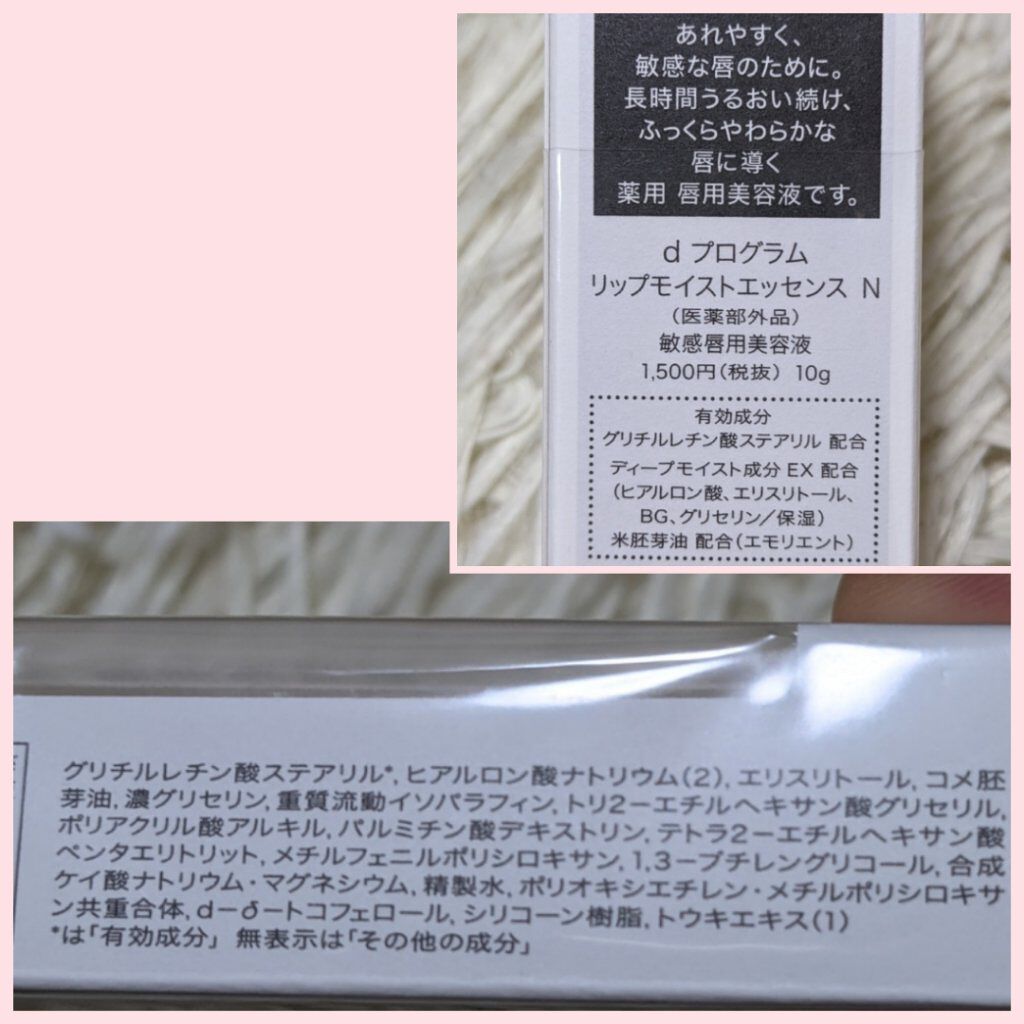 あれやすく、
敏感な唇のために。
長時間うるおい続け、
ふっくらやわらかな
唇に導く
薬用 唇用美容液です。
d プログラム
リップモイストエッセンス N
（医薬部外品）
敏感唇用美容液
1,500円（税抜） 10g
有効成分
グリチルレチン酸ステアリル 配合
ディープモイスト成分 EX 配合
（ヒアルロン酸、エリスリトール、
BG、グリセリン／保湿）
米胚芽油 配合（エモリエント）
グリチルレチン酸ステアリル*, ヒアルロン酸ナトリウム(2), エリスリトール, コメ胚
芽油, 濃グリセリン, 重質流動イソパラフィン, トリ2－エチルヘキサン酸グリセリル,
ポリアクリル酸アルキル, パルミチン酸デキストリン, テトラ2－エチルヘキサン酸
ペンタエリトリット, メチルフェニルポリシロキサン, 1,3－ブチレングリコール, 合成
ケイ酸ナトリウム・マグネシウム, 精製水, ポリオキシエチレン・メチルポリシロキサ
ン共重合体, d－δ－トコフェロール, シリコーン樹脂, トウキエキス(1)
*は「有効成分」 無表示は「その他の成分」